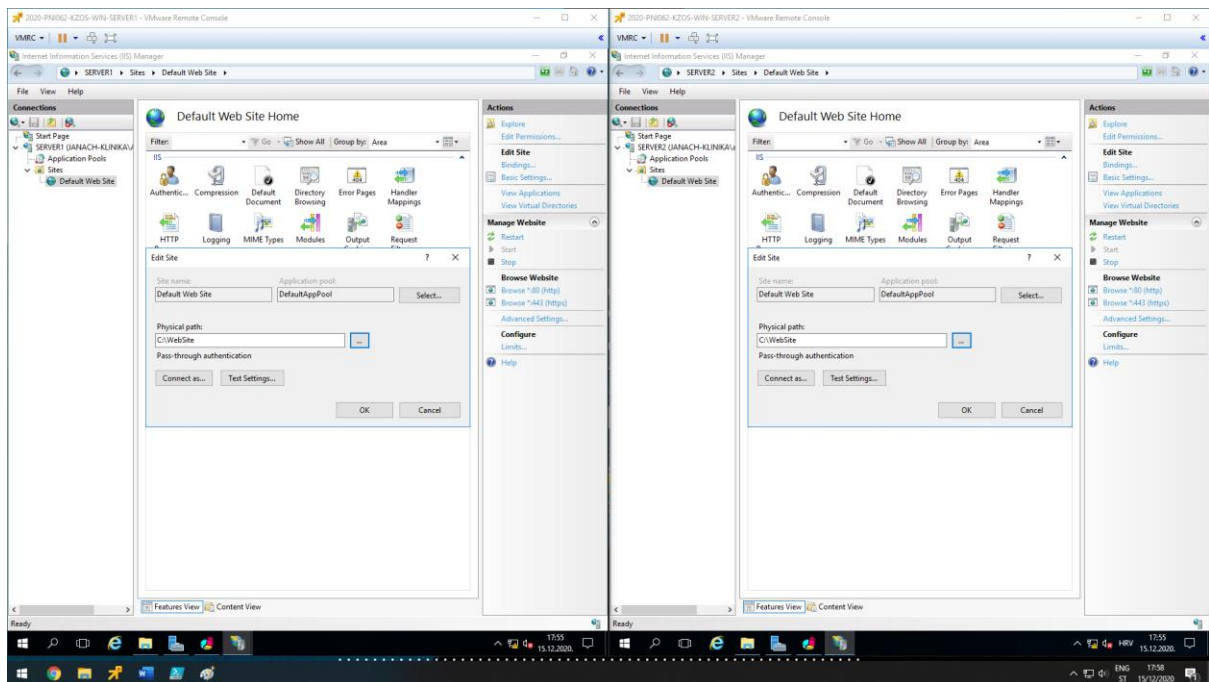 2020-PNI062-KZOS-WIN-SERVER1 - VMware Remote Console
VMRC
Internet Information Services (IIS) Manager
SERVER1 Sites Default Web Site
File View Help
Connections
Start Page
SERVER1 (JANACH-KLINIKA\
Application Pools
Sites
Default Web Site
Default Web Site Home
Filter: Go Show All Group by: Area
IIS
Authentic... Compression Default Document Directory Browsing Error Pages Handler Mappings
HTTP Logging MIME Types Modules Output Request
Edit Site ? X
Site name: Application pool:
Default Web Site DefaultAppPool Select...
Physical path:
C:\WebSite ...
Pass-through authentication
Connect as... Test Settings...
OK Cancel
Features View Content View
Ready
Actions
Explore
Edit Permissions...
Edit Site
Bindings...
Basic Settings...
View Applications
View Virtual Directories
Manage Website
Restart
Start
Stop
Browse Website
Browse *:80 (http)
Browse *:443 (https)
Advanced Settings...
Configure
Limits...
Help
17:55
15.12.2020.
2020-PNI062-KZOS-WIN-SERVER2 - VMware Remote Console
VMRC
Internet Information Services (IIS) Manager
SERVER2 Sites Default Web Site
File View Help
Connections
Start Page
SERVER2 (JANACH-KLINIKA\
Application Pools
Sites
Default Web Site
Default Web Site Home
Filter: Go Show All Group by: Area
IIS
Authentic... Compression Default Document Directory Browsing Error Pages Handler Mappings
HTTP Logging MIME Types Modules Output Request
Edit Site ? X
Site name: Application pool:
Default Web Site DefaultAppPool Select...
Physical path:
C:\WebSite ...
Pass-through authentication
Connect as... Test Settings...
OK Cancel
Features View Content View
Ready
Actions
Explore
Edit Permissions...
Edit Site
Bindings...
Basic Settings...
View Applications
View Virtual Directories
Manage Website
Restart
Start
Stop
Browse Website
Browse *:80 (http)
Browse *:443 (https)
Advanced Settings...
Configure
Limits...
Help
HRV 17:55
15.12.2020.
ENG 17:58
ST 15/12/2020